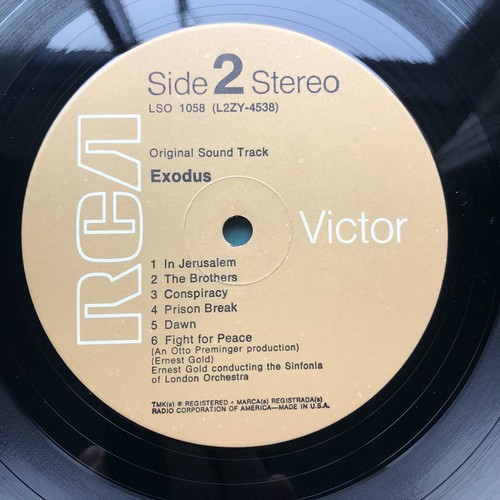 Side 2 Stereo
LSO 1058 (L2ZY-4538)
Original Sound Track
Exodus
RCA
Victor
1 In Jerusalem
2 The Brothers
3 Conspiracy
4 Prison Break
5 Dawn
6 Fight for Peace
(An Otto Preminger production)
(Ernest Gold)
Ernest Gold conducting the Sinfonia
of London Orchestra
TMK(s) ® REGISTERED • MARCA(s) REGISTRADA(s)
RADIO CORPORATION OF AMERICA—MADE IN U.S.A.